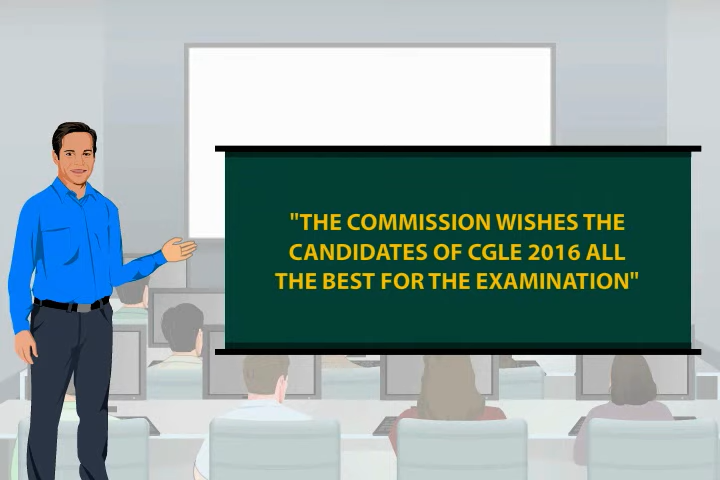 "THE COMMISSION WISHES THE
CANDIDATES OF CGLE 2016 ALL
THE BEST FOR THE EXAMINATION"